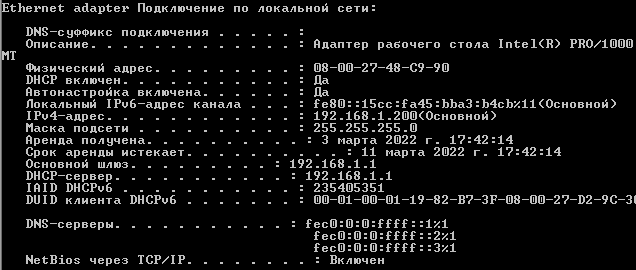 Ethernet adapter Подключение по локальной сети:
DNS-суффикс подключения . . . . . :
Описание. . . . . . . . . . . . . : Адаптер рабочего стола Intel(R) PRO/1000
MT
Физический адрес. . . . . . . . . : 08-00-27-48-C9-90
DHCP включен. . . . . . . . . . . : Да
Автонастройка включена. . . . . . : Да
Локальный IPv6-адрес канала . . . : fe80::15cc:fa45:bba3:b4cb%11(Основной)
IPv4-адрес. . . . . . . . . . . . : 192.168.1.200(Основной)
Маска подсети . . . . . . . . . . : 255.255.255.0
Аренда получена. . . . . . . . . . : 3 марта 2022 г. 17:42:14
Срок аренды истекает. . . . . . . . . . : 11 марта 2022 г. 17:42:14
Основной шлюз. . . . . . . . . : 192.168.1.1
DHCP-сервер. . . . . . . . . . . : 192.168.1.1
IAID DHCPv6 . . . . . . . . . . . : 235405351
DUID клиента DHCPv6 . . . . . . . : 00-01-00-01-19-82-B7-3F-08-00-27-D2-9C-30
DNS-серверы. . . . . . . . . . . : fec0:0:0:ffff::1%1
fec0:0:0:ffff::2%1
fec0:0:0:ffff::3%1
NetBios через TCP/IP. . . . . . . . : Включен